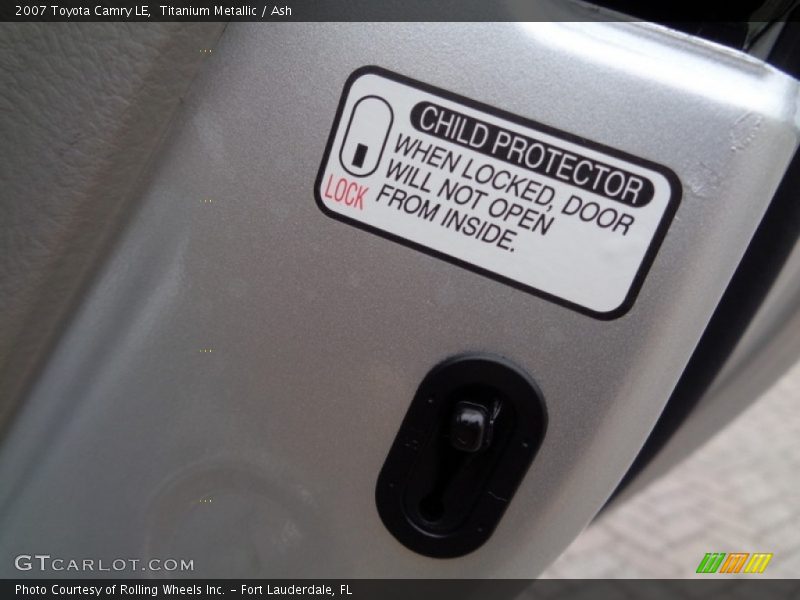 2007 Toyota Camry LE, Titanium Metallic / Ash
CHILD PROTECTOR
WHEN LOCKED, DOOR
WILL NOT OPEN
FROM INSIDE.
LOCK
GTCARLOT.COM
Photo Courtesy of Rolling Wheels Inc. – Fort Lauderdale, FL